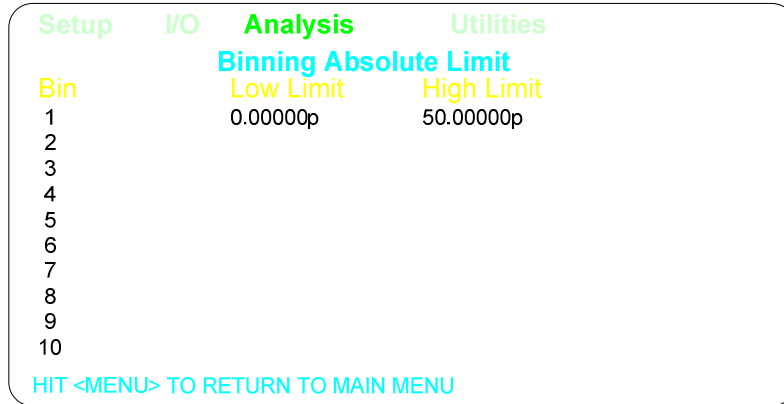 Setup I/O Analysis Utilities
Binning Absolute Limit
Bin Low Limit High Limit
1 0.00000p 50.00000p
2
3
4
5
6
7
8
9
10
HIT <MENU> TO RETURN TO MAIN MENU